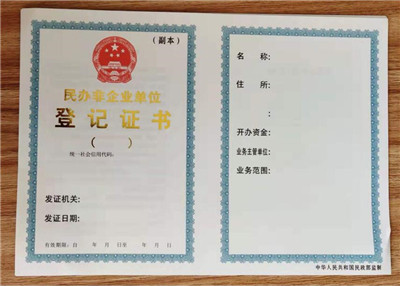 （副本）
民办非企业单位
登记证书
（ ）
统一社会信用代码：
发证机关：
发证日期：
有效期限：自 年 月 日至 年 月 日
名 称：
住 所：
；
开办资金：
业务主管单位：
业务范围：
中华人民共和国民政部监制